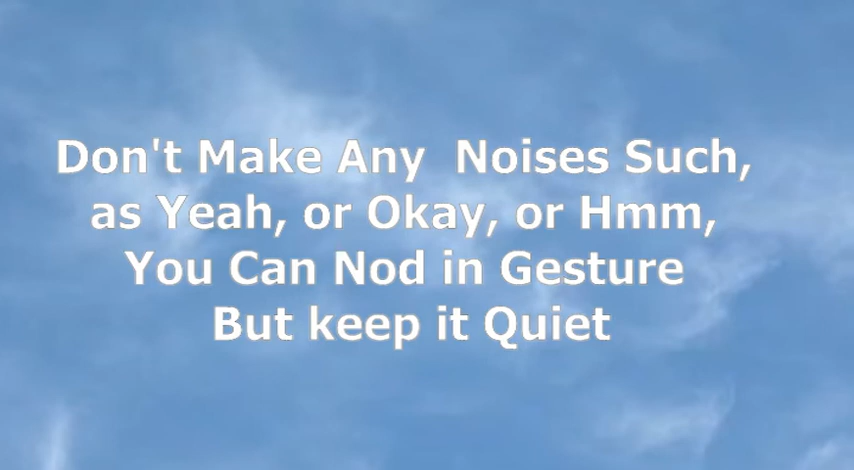 Don't Make Any  Noises Such,
as Yeah, or Okay, or Hmm,
You Can Nod in Gesture
But keep it Quiet